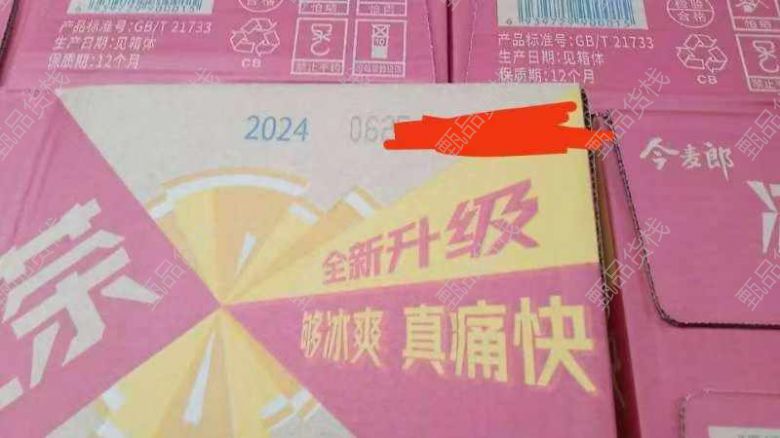 产品标准号:GB/T 21733
生产日期:见箱体
保质期:12个月
CB
产品标准号:GB/T 21733
生产日期:见箱体
保质期:12个月
CB
2024
今麦郎
茶
全新升级
够冰爽 真痛快
甄品货栈